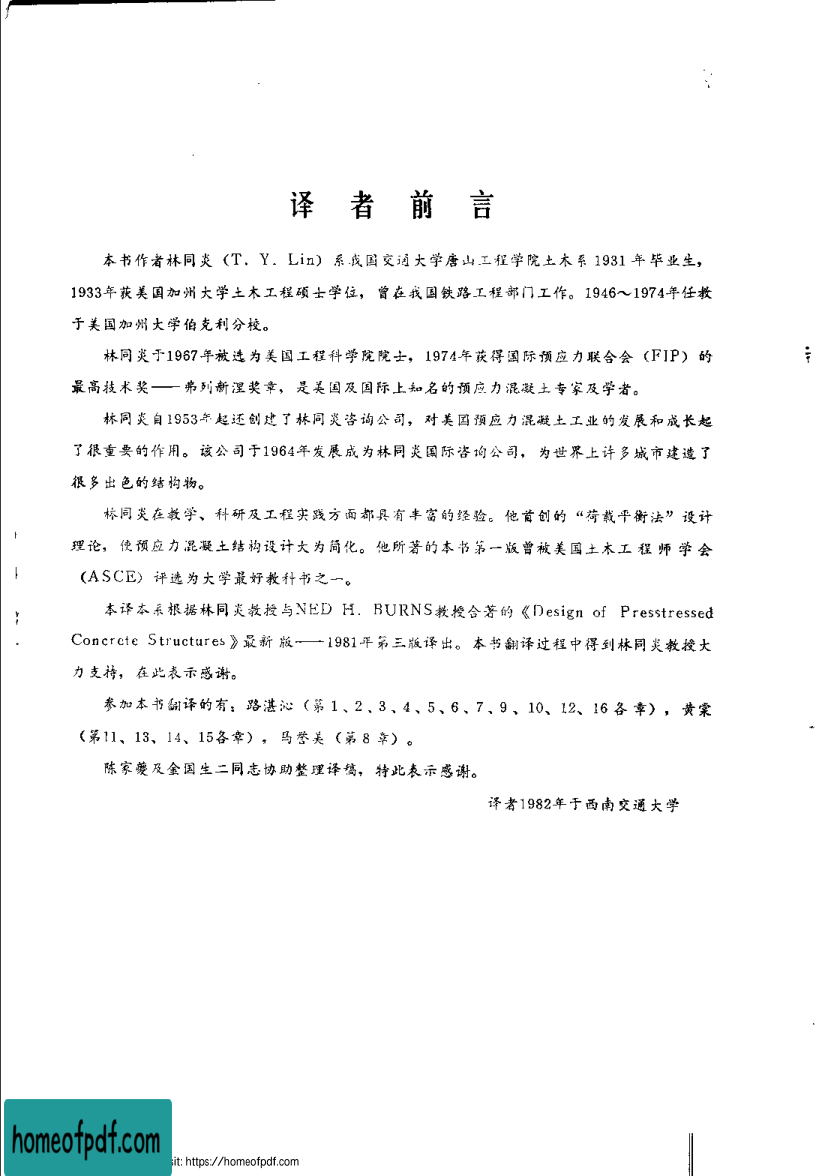 译者前言
本书作者林同炎（T. Y. Lin）系我国交通大学唐山工程学院土木系1931年毕业生，
1933年获美国加州大学土木工程硕士学位，曾在我国铁路工程部门工作。1946～1974年任教
于美国加州大学伯克利分校。
林同炎于1967年被选为美国工程科学院院士，1974年获得国际预应力联合会（FIP）的
最高技术奖——弗列新涅奖章，是美国及国际上知名的预应力混凝土专家及学者。
林同炎自1953年起还创建了林同炎咨询公司，对美国预应力混凝土工业的发展和成长起
了很重要的作用。该公司于1964年发展成为林同炎国际咨询公司，为世界上许多城市建造了
很多出色的结构物。
林同炎在教学、科研及工程实践方面都具有丰富的经验。他首创的“荷载平衡法”设计
理论，使预应力混凝土结构设计大为简化。他所著的本书第一版曾被美国土木工程师学会
（ASCE）评选为大学最好教科书之一。
本译本系根据林同炎教授与NED H. BURNS教授合著的《Design of Presstressed
Concrete Structures》最新版——1981年第三版译出。本书翻译过程中得到林同炎教授大
力支持，在此表示感谢。
参加本书翻译的有：路湛沁（第1、2、3、4、5、6、7、9、10、12、16各章），黄棠
（第11、13、14、15各章），马誉美（第8章）。
陈家夔及金国生二同志协助整理译稿，特此表示感谢。
译者1982年于西南交通大学
homeofpdf.com
sit: https://homeofpdf.com